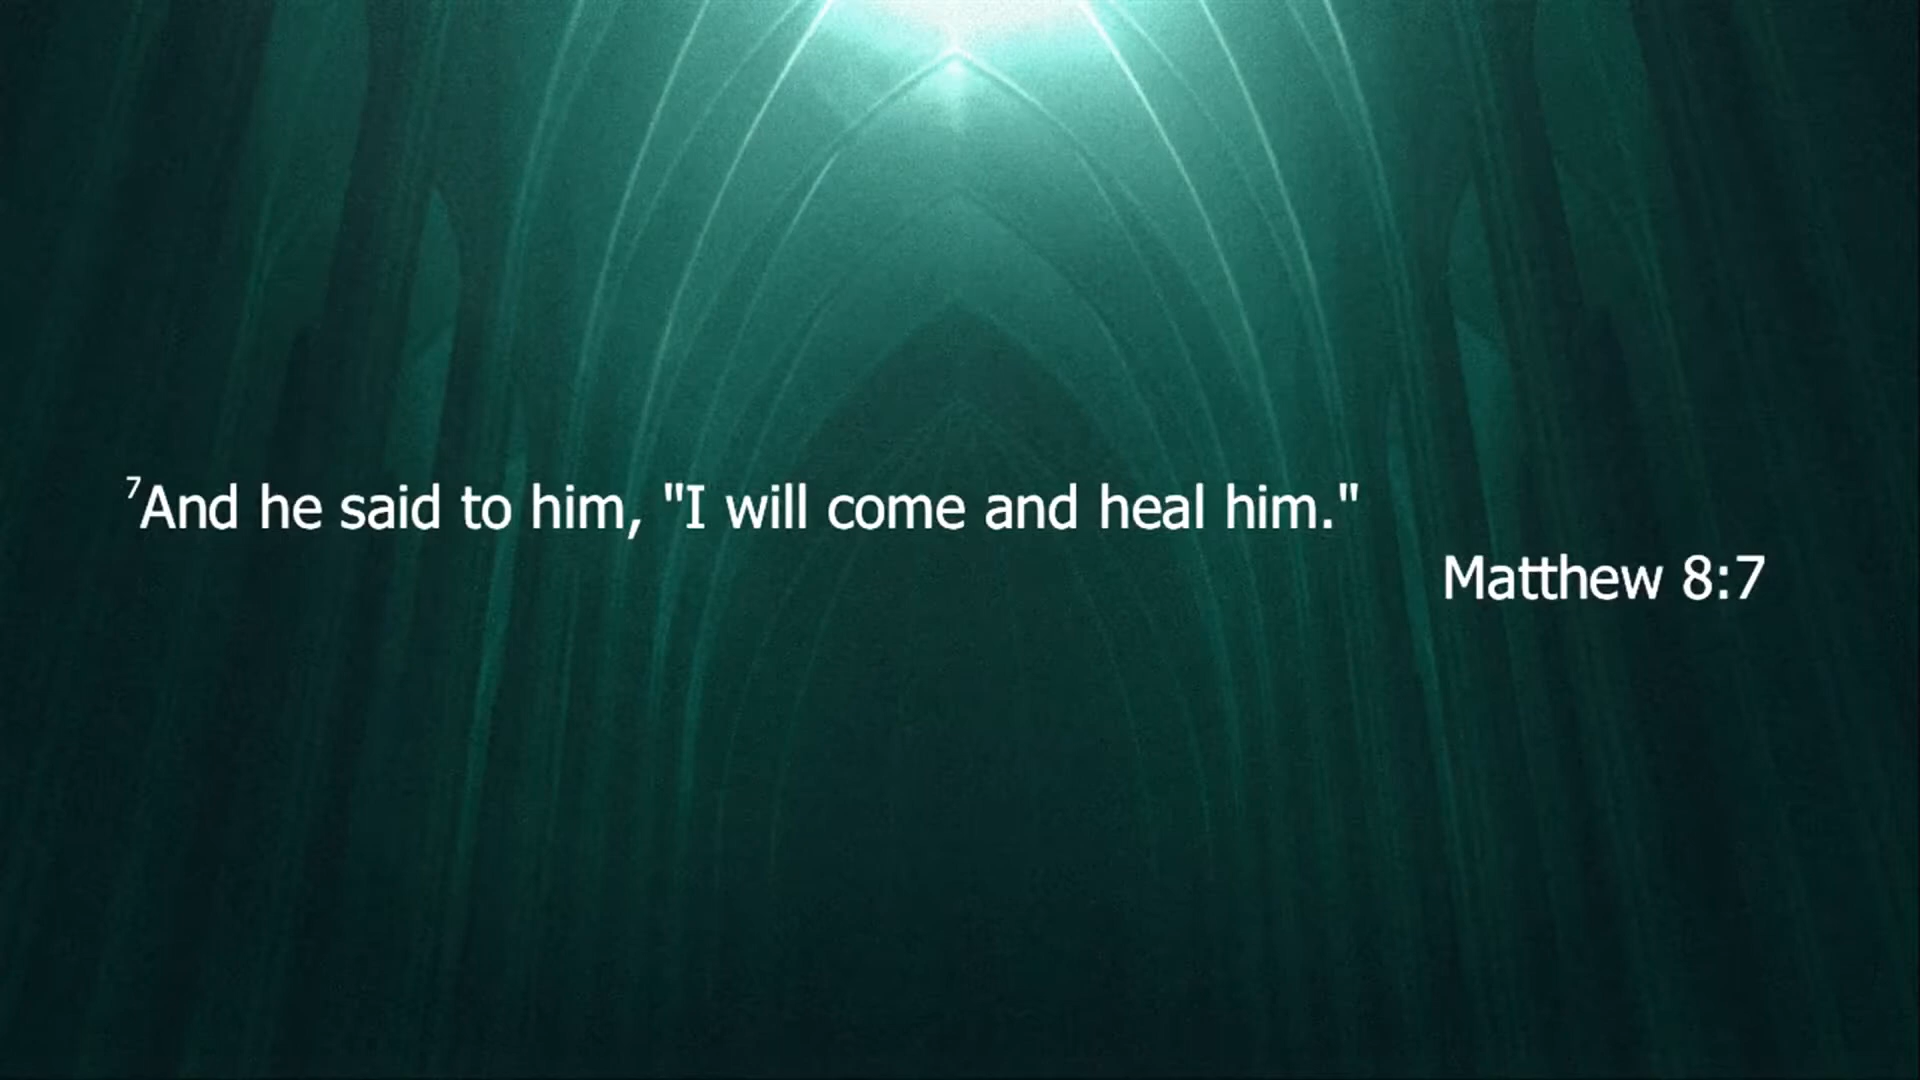 ⁷And he said to him, "I will come and heal him."
Matthew 8:7